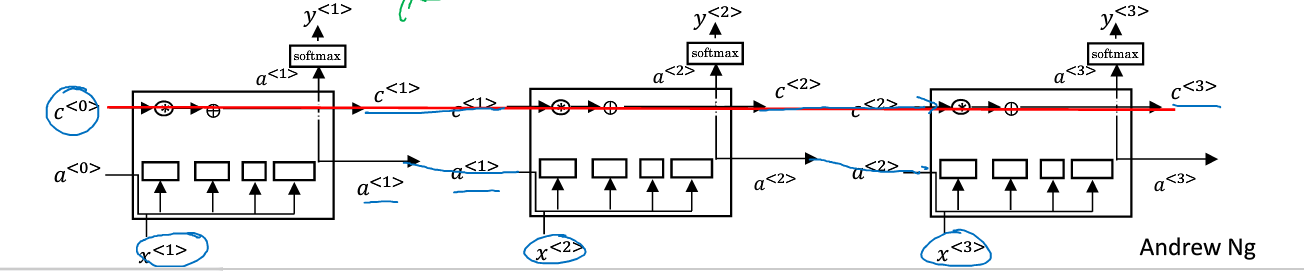 y<1> y<2> y<3>
softmax softmax softmax
a<1> a<2> a<3>
c<0> c<1> c<1> c<2> c<2> c<3>
a<0> a<1> a<1> a<2> a<2> a<3>
x<1> x<2> x<3>
Andrew Ng